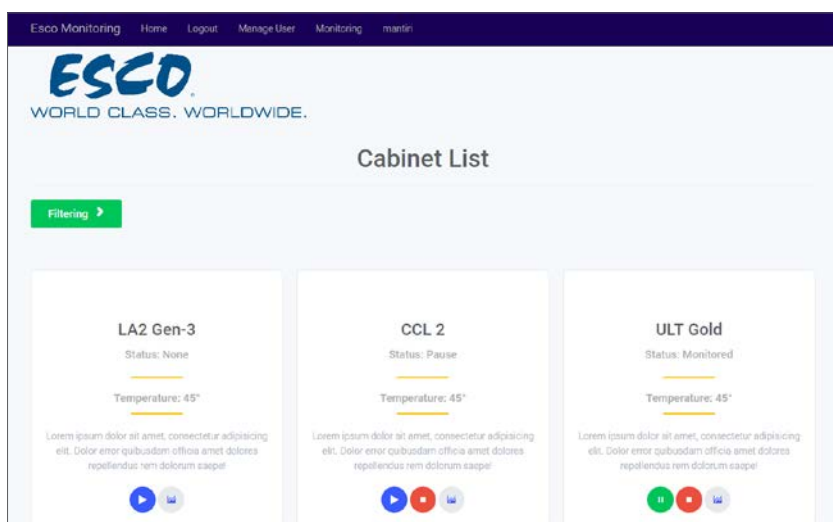 Esco Monitoring Home Logout Manage User Monitoring mantiri
ESCO
WORLD CLASS. WORLDWIDE.
Cabinet List
Filtering
LA2 Gen-3
Status: None
Temperature: 45°
Lorem ipsum dolor sit amet, consectetur adipisicing
elit. Dolor error quibusdam officia amet dolores
repellendus rem dolorum saepe!
CCL 2
Status: Pause
Temperature: 45°
Lorem ipsum dolor sit amet, consectetur adipisicing
elit. Dolor error quibusdam officia amet dolores
repellendus rem dolorum saepe!
ULT Gold
Status: Monitored
Temperature: 45°
Lorem ipsum dolor sit amet, consectetur adipisicing
elit. Dolor error quibusdam officia amet dolores
repellendus rem dolorum saepe!